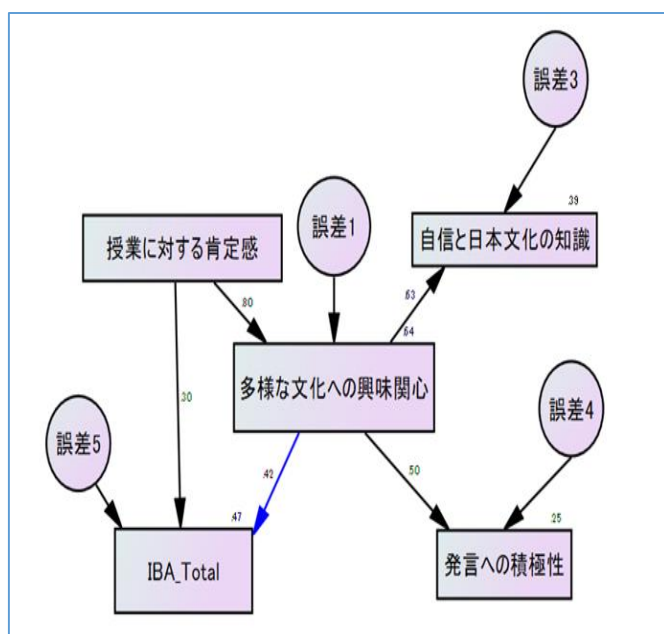 誤差3
.39
自信と日本文化の知識
誤差1
授業に対する肯定感
.80
.63
.64
多様な文化への興味関心
誤差4
.30
誤差5
.42
.50
.47
IBA_Total
.25
発言への積極性